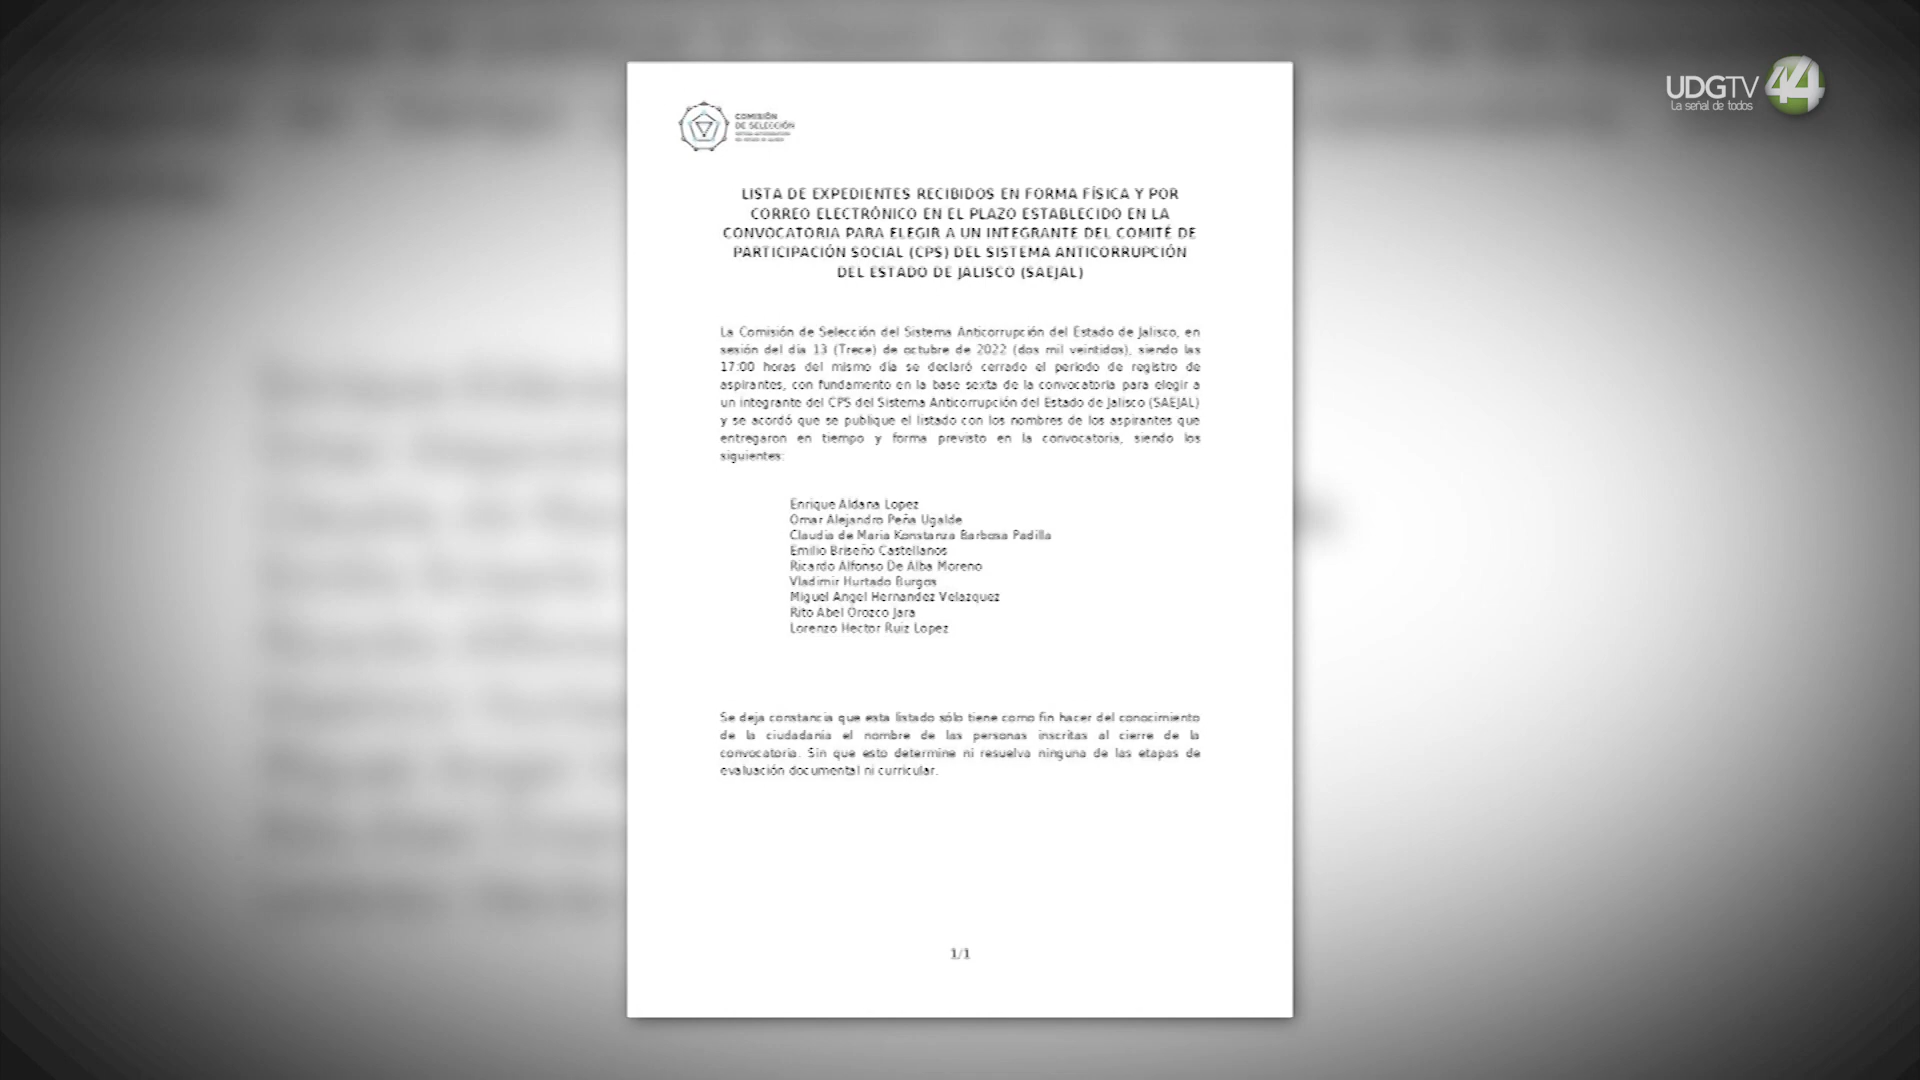 UDGTV 44
La señal de todos
COMISIÓN
DE SELECCIÓN
LISTA DE EXPEDIENTES RECIBIDOS EN FORMA FÍSICA Y POR
CORREO ELECTRÓNICO EN EL PLAZO ESTABLECIDO EN LA
CONVOCATORIA PARA ELEGIR A UN INTEGRANTE DEL COMITÉ DE
PARTICIPACIÓN SOCIAL (CPS) DEL SISTEMA ANTICORRUPCIÓN
DEL ESTADO DE JALISCO (SAEJAL)
La Comisión de Selección del Sistema Anticorrupción del Estado de Jalisco, en
sesión del día 13 (Trece) de octubre de 2022 (dos mil veintidos), siendo las
17:00 horas del mismo día se declaró cerrado el periodo de registro de
aspirantes, con fundamento en la base sexta de la convocatoria para elegir a
un integrante del CPS del Sistema Anticorrupción del Estado de Jalisco (SAEJAL)
y se acordó que se publique el listado con los nombres de los aspirantes que
entregaron en tiempo y forma previsto en la convocatoria, siendo los
siguientes:
Enrique Aldana Lopez
Omar Alejandro Peña Ugalde
Claudia de Maria Konstanza Barbosa Padilla
Emilio Briseño Castellanos
Ricardo Alfonso De Alba Moreno
Vladimir Hurtado Burgos
Miguel Angel Hernandez Velazquez
Rito Abel Orozco Jara
Lorenzo Hector Ruiz Lopez
Se deja constancia que esta listado sólo tiene como fin hacer del conocimiento
de la ciudadanía el nombre de las personas inscritas al cierre de la
convocatoria. Sin que esto determine ni resuelva ninguna de las etapas de
evaluación documental ni curricular.
1/1